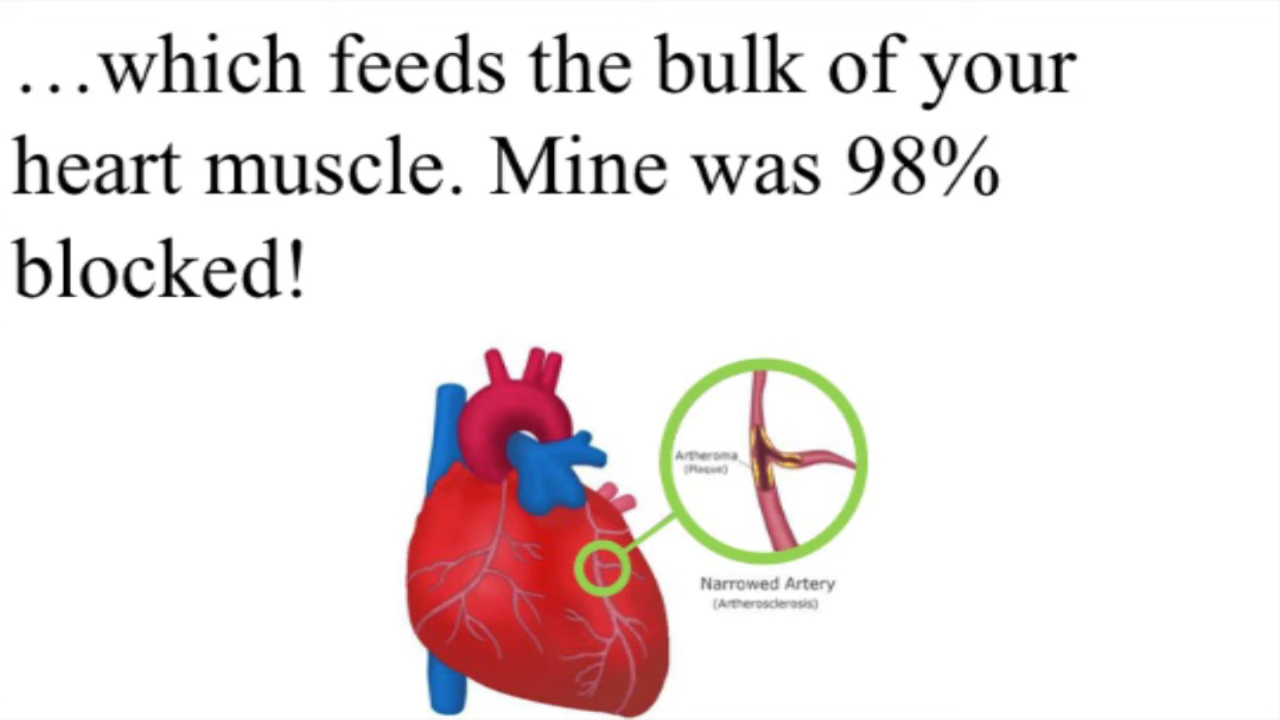 …which feeds the bulk of your
heart muscle. Mine was 98%
blocked!
Artheroma
(Plaque)
Narrowed Artery
(Artherosclerosis)